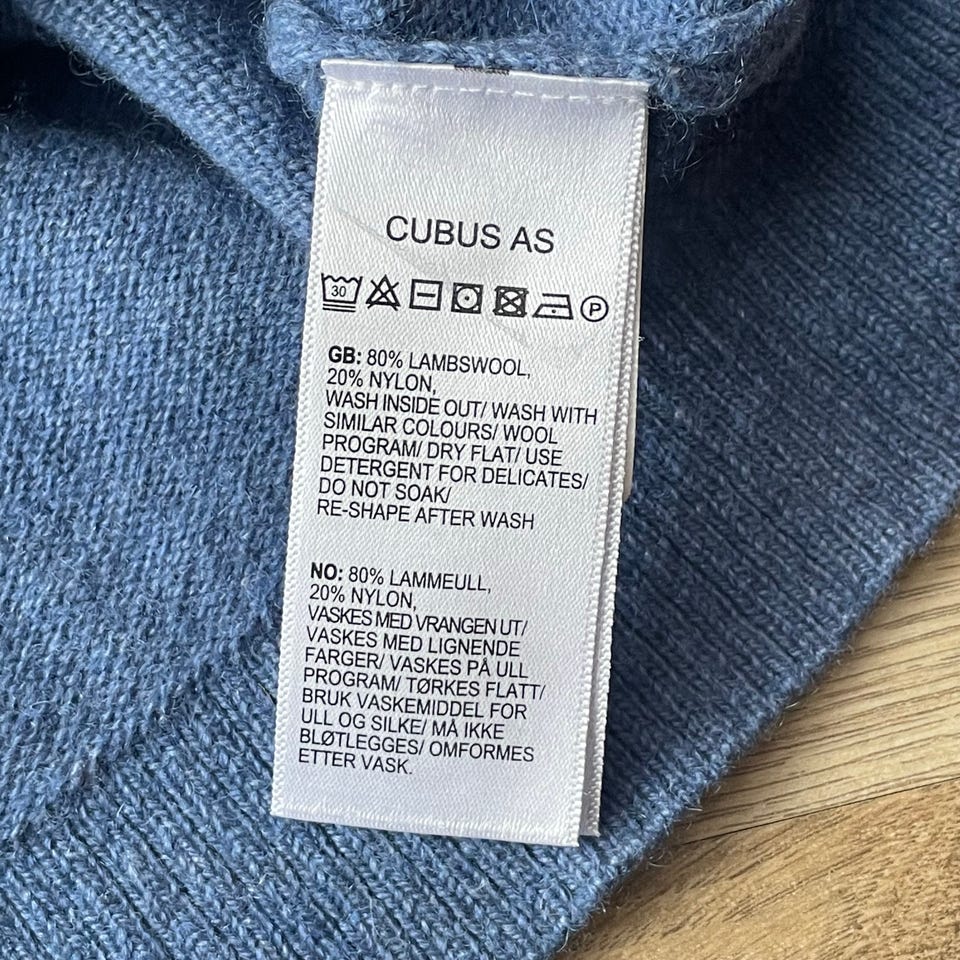 CUBUS AS
30 P
GB: 80% LAMBSWOOL,
20% NYLON,
WASH INSIDE OUT/ WASH WITH
SIMILAR COLOURS/ WOOL
PROGRAM/ DRY FLAT/ USE
DETERGENT FOR DELICATES/
DO NOT SOAK/
RE-SHAPE AFTER WASH
NO: 80% LAMMEULL,
20% NYLON,
VASKES MED VRANGEN UT/
VASKES MED LIGNENDE
FARGER/ VASKES PÅ ULL
PROGRAM/ TØRKES FLATT/
BRUK VASKEMIDDEL FOR
ULL OG SILKE/ MÅ IKKE
BLØTLEGGES/ OMFORMES
ETTER VASK.